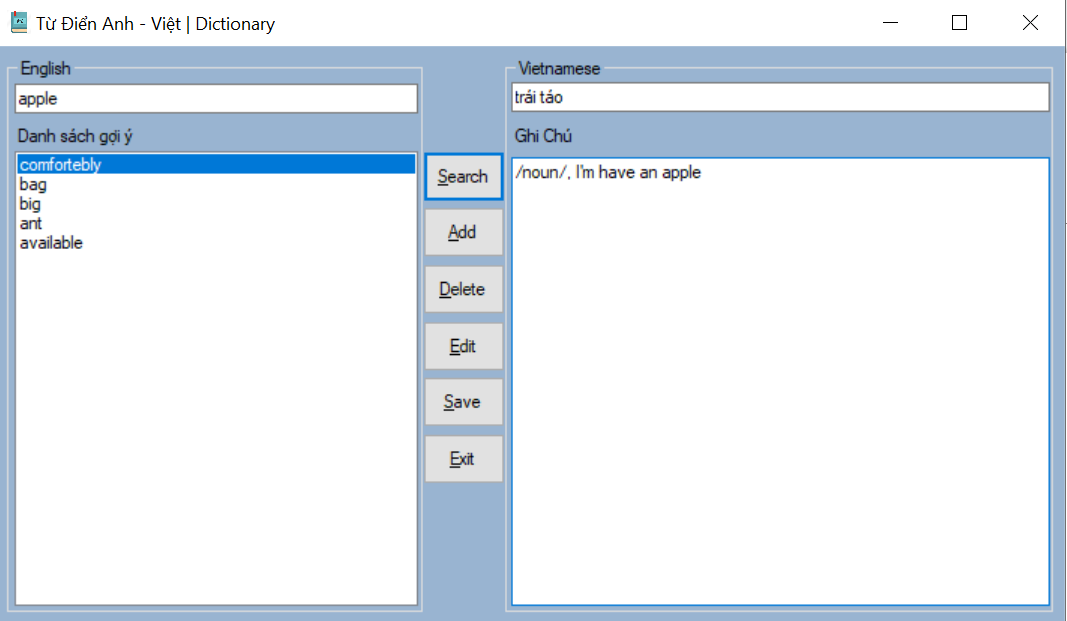 Từ Điển Anh - Việt | Dictionary
English
apple
Danh sách gợi ý
comfortebly
bag
big
ant
available
Search
Add
Delete
Edit
Save
Exit
Vietnamese
trái táo
Ghi Chú
/noun/, I'm have an apple